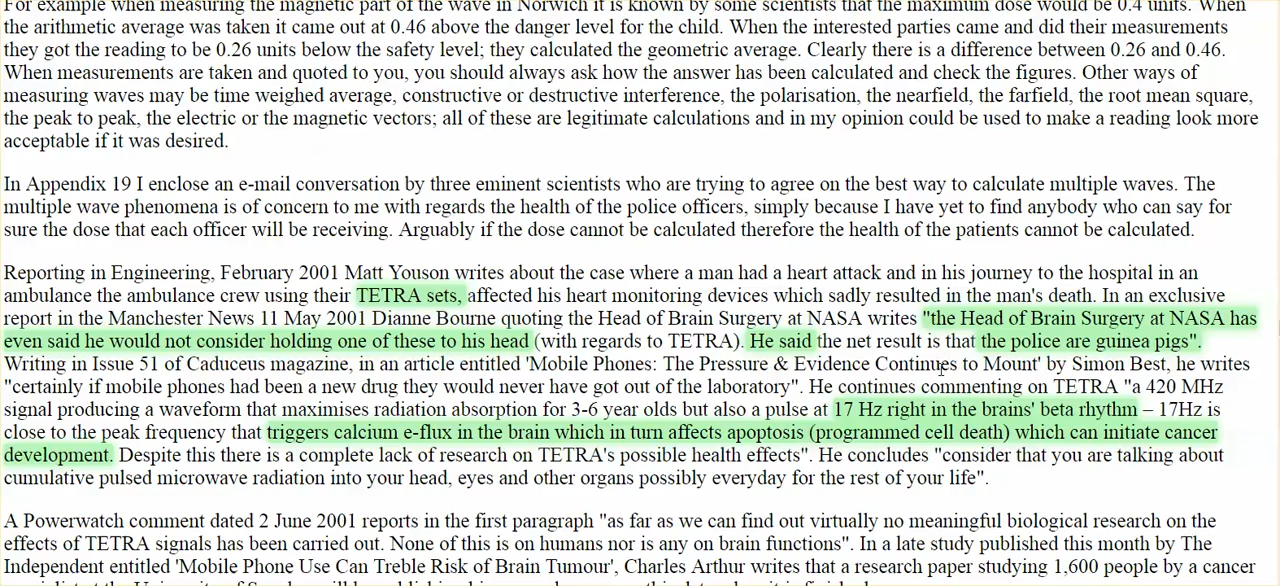 For example when measuring the magnetic part of the wave in Norwich it is known by some scientists that the maximum dose would be 0.4 units. When
the arithmetic average was taken it came out at 0.46 above the danger level for the child. When the interested parties came and did their measurements
they got the reading to be 0.26 units below the safety level; they calculated the geometric average. Clearly there is a difference between 0.26 and 0.46.
When measurements are taken and quoted to you, you should always ask how the answer has been calculated and check the figures. Other ways of
measuring waves may be time weighed average, constructive or destructive interference, the polarisation, the nearfield, the farfield, the root mean square,
the peak to peak, the electric or the magnetic vectors; all of these are legitimate calculations and in my opinion could be used to make a reading look more
acceptable if it was desired.
In Appendix 19 I enclose an e-mail conversation by three eminent scientists who are trying to agree on the best way to calculate multiple waves. The
multiple wave phenomena is of concern to me with regards the health of the police officers, simply because I have yet to find anybody who can say for
sure the dose that each officer will be receiving. Arguably if the dose cannot be calculated therefore the health of the patients cannot be calculated.
Reporting in Engineering, February 2001 Matt Youson writes about the case where a man had a heart attack and in his journey to the hospital in an
ambulance the ambulance crew using their TETRA sets, affected his heart monitoring devices which sadly resulted in the man's death. In an exclusive
report in the Manchester News 11 May 2001 Dianne Bourne quoting the Head of Brain Surgery at NASA writes "the Head of Brain Surgery at NASA has
even said he would not consider holding one of these to his head (with regards to TETRA). He said the net result is that the police are guinea pigs".
Writing in Issue 51 of Caduceus magazine, in an article entitled 'Mobile Phones: The Pressure & Evidence Continues to Mount' by Simon Best, he writes
"certainly if mobile phones had been a new drug they would never have got out of the laboratory". He continues commenting on TETRA "a 420 MHz
signal producing a waveform that maximises radiation absorption for 3-6 year olds but also a pulse at 17 Hz right in the brains' beta rhythm – 17Hz is
close to the peak frequency that triggers calcium e-flux in the brain which in turn affects apoptosis (programmed cell death) which can initiate cancer
development. Despite this there is a complete lack of research on TETRA's possible health effects". He concludes "consider that you are talking about
cumulative pulsed microwave radiation into your head, eyes and other organs possibly everyday for the rest of your life".
A Powerwatch comment dated 2 June 2001 reports in the first paragraph "as far as we can find out virtually no meaningful biological research on the
effects of TETRA signals has been carried out. None of this is on humans nor is any on brain functions". In a late study published this month by The
Independent entitled 'Mobile Phone Use Can Treble Risk of Brain Tumour', Charles Arthur writes that a research paper studying 1,600 people by a cancer